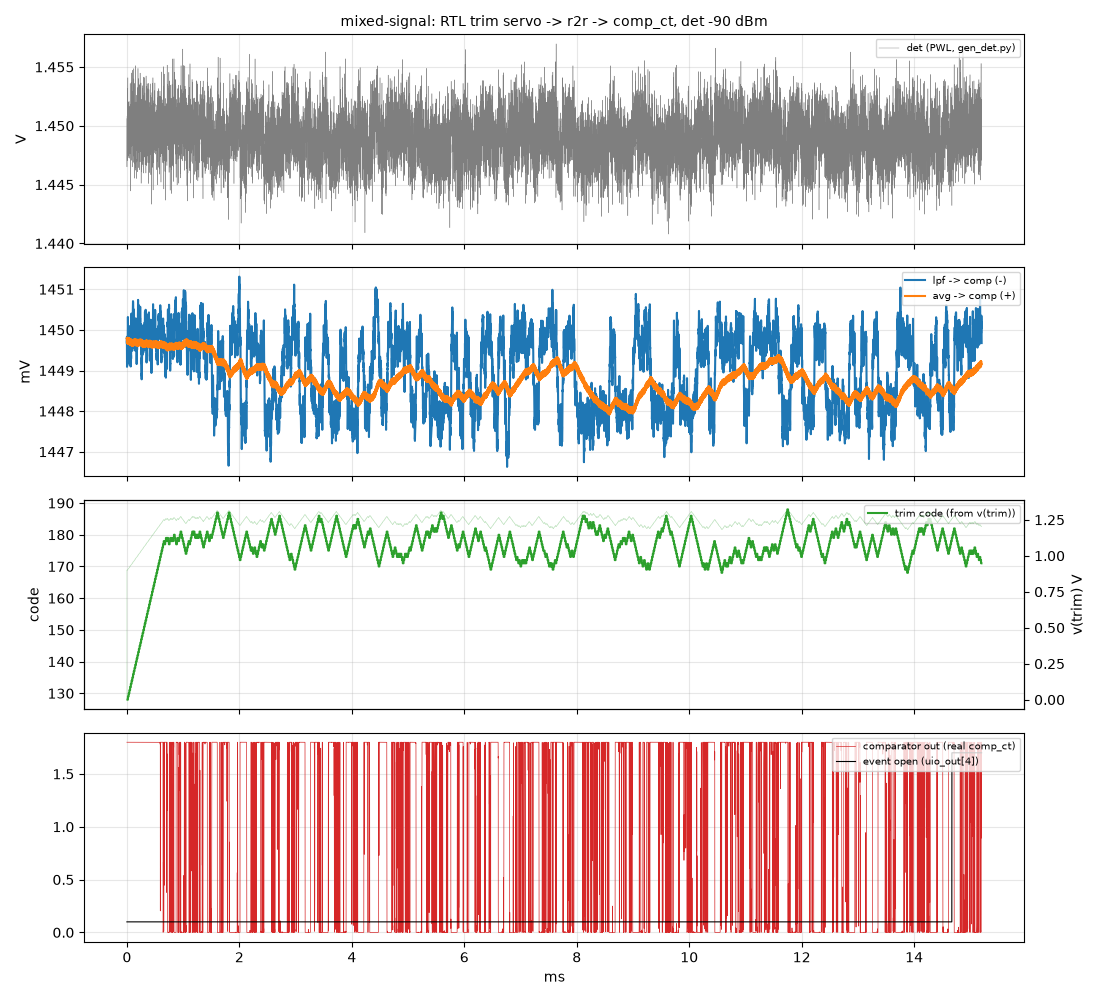 mixed-signal: RTL trim servo -> r2r -> comp_ct, det -90 dBm
det (PWL, gen_det.py)
1.455
1.450
1.445
1.440
V
lpf -> comp (-)
avg -> comp (+)
1451
1450
1449
1448
1447
mV
trim code (from v(trim))
190
180
170
160
150
140
130
code
1.25
1.00
0.75
0.50
0.25
0.00
v(trim) V
comparator out (real comp_ct)
event open (uio_out[4])
1.5
1.0
0.5
0.0
0 2 4 6 8 10 12 14
ms